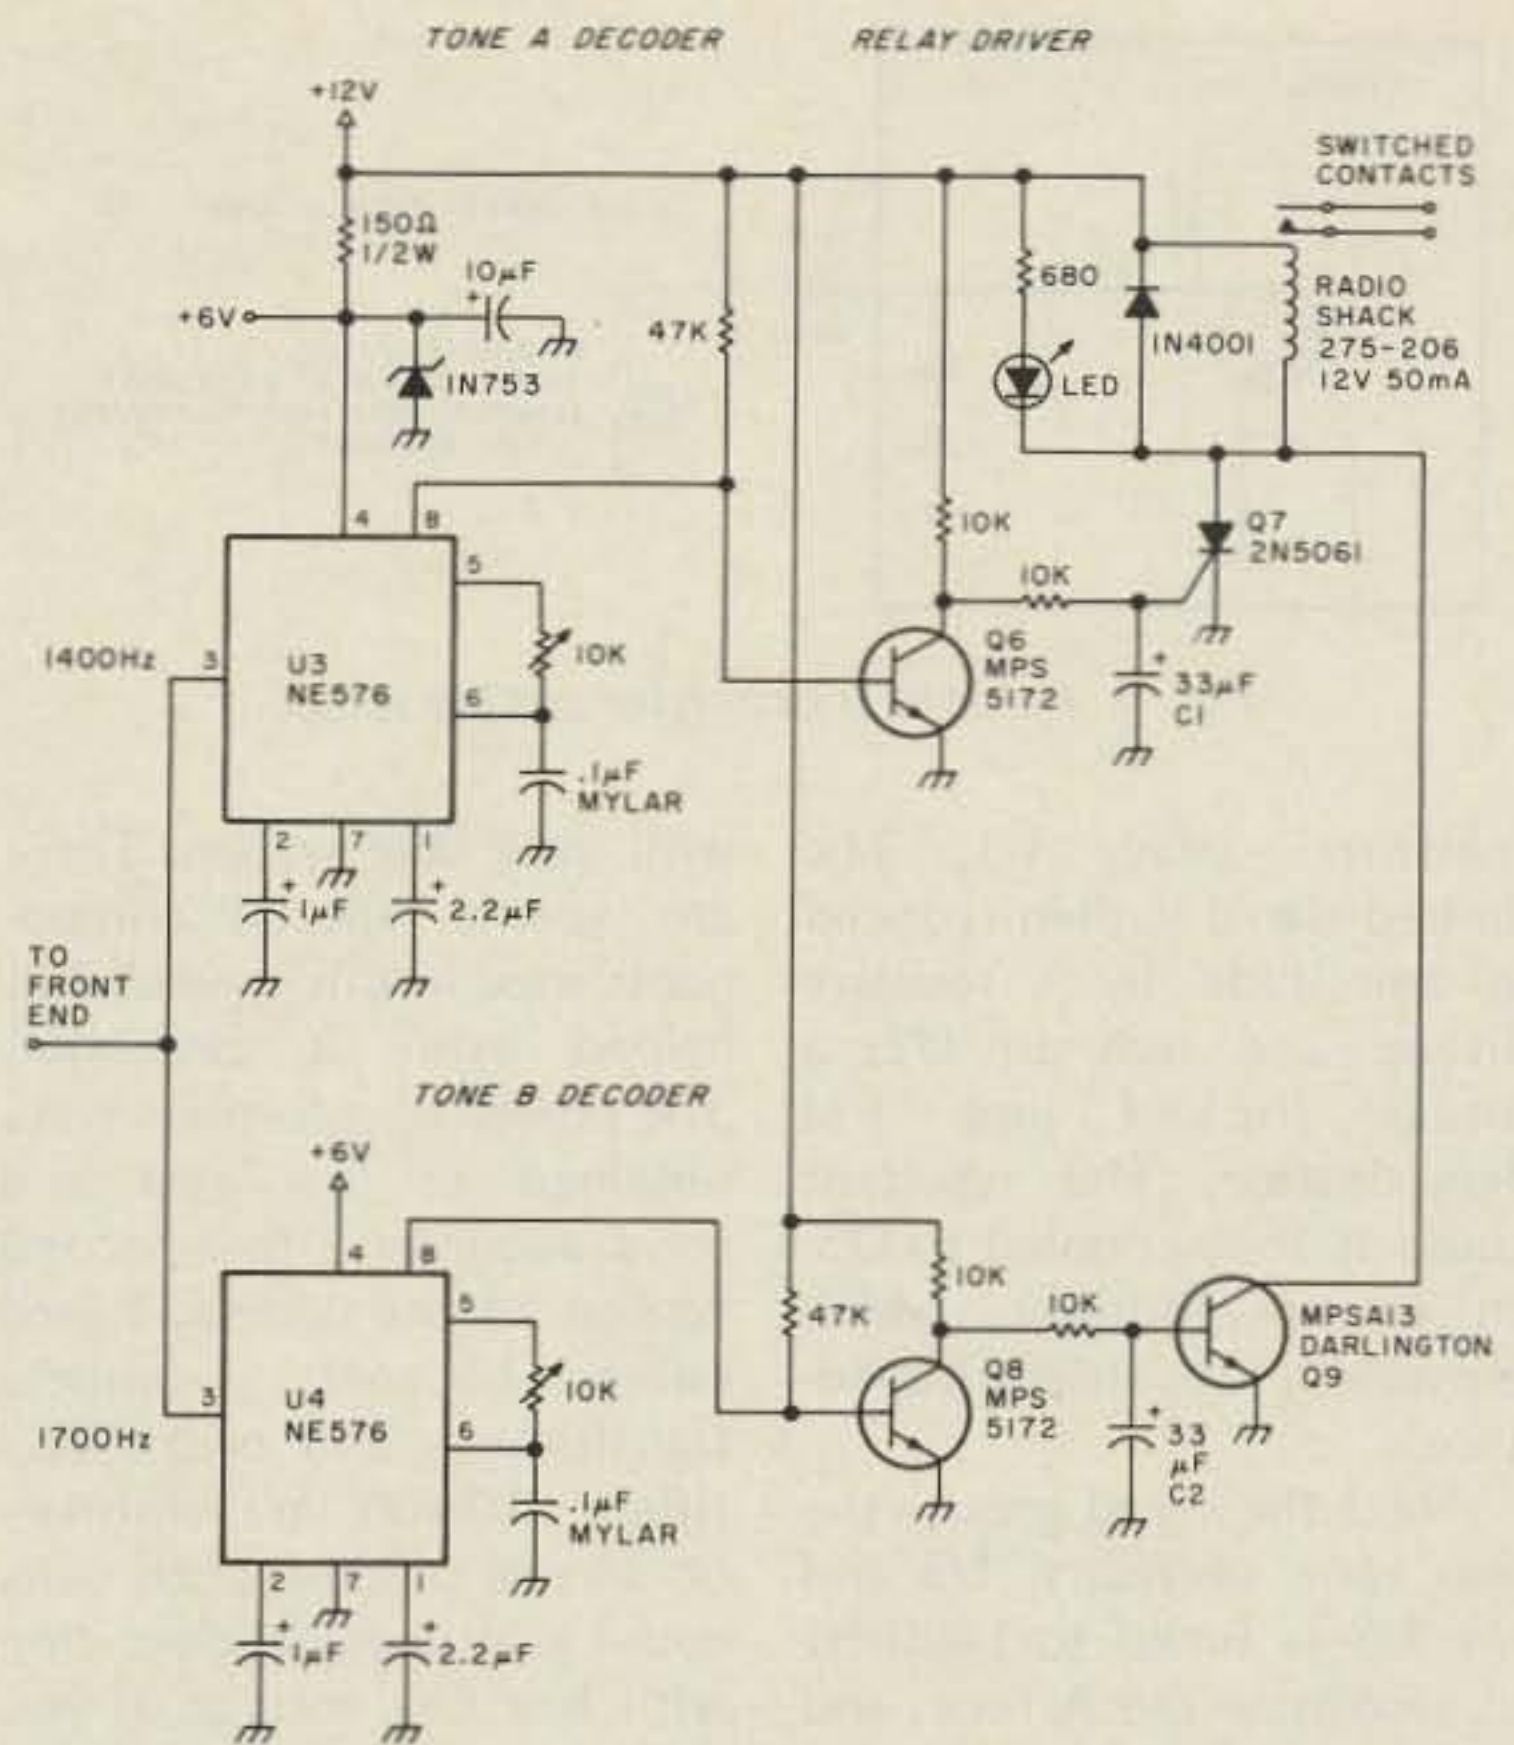 TONE A DECODER
RELAY DRIVER
+12V
SWITCHED
CONTACTS
150Ω
1/2W
10µF
+
+6V
47K
680
1N4001
RADIO
SHACK
275-206
12V 50mA
1N753
LED
4
8
10K
Q7
2N5061
5
10K
1400Hz
3
U3
NE576
10K
Q6
MPS
5172
+
33µF
C1
6
.1µF
MYLAR
2
7
1
+
1µF
+
2.2µF
TO
FRONT
END
TONE B DECODER
+6V
4
8
5
10K
47K
10K
MPSA13
DARLINGTON
Q9
3
U4
NE576
10K
Q8
MPS
5172
1700Hz
6
+
33
µF
C2
.1µF
MYLAR
2
7
1
+
1µF
+
2.2µF